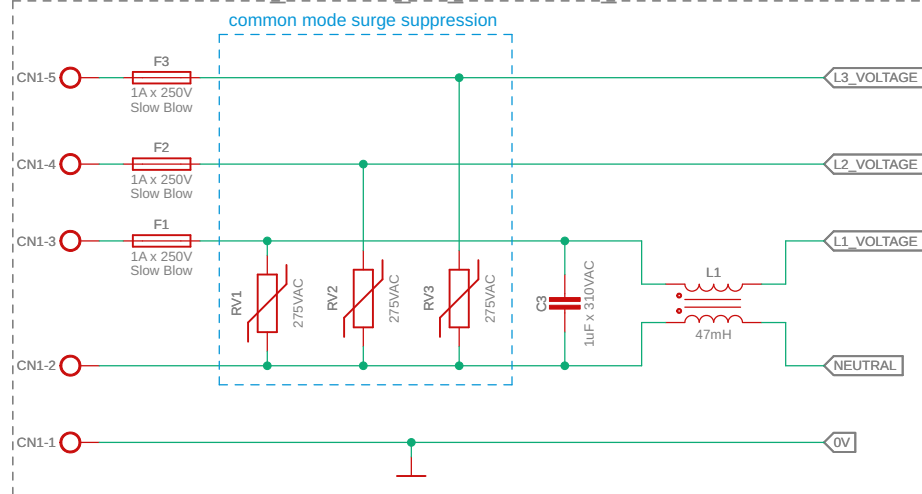 common mode surge suppression
CN1-5
F3
1A x 250V
Slow Blow
L3_VOLTAGE
CN1-4
F2
1A x 250V
Slow Blow
L2_VOLTAGE
CN1-3
F1
1A x 250V
Slow Blow
L1_VOLTAGE
RV1
275VAC
RV2
275VAC
RV3
275VAC
C3
1uF x 310VAC
L1
47mH
CN1-2
NEUTRAL
CN1-1
0V